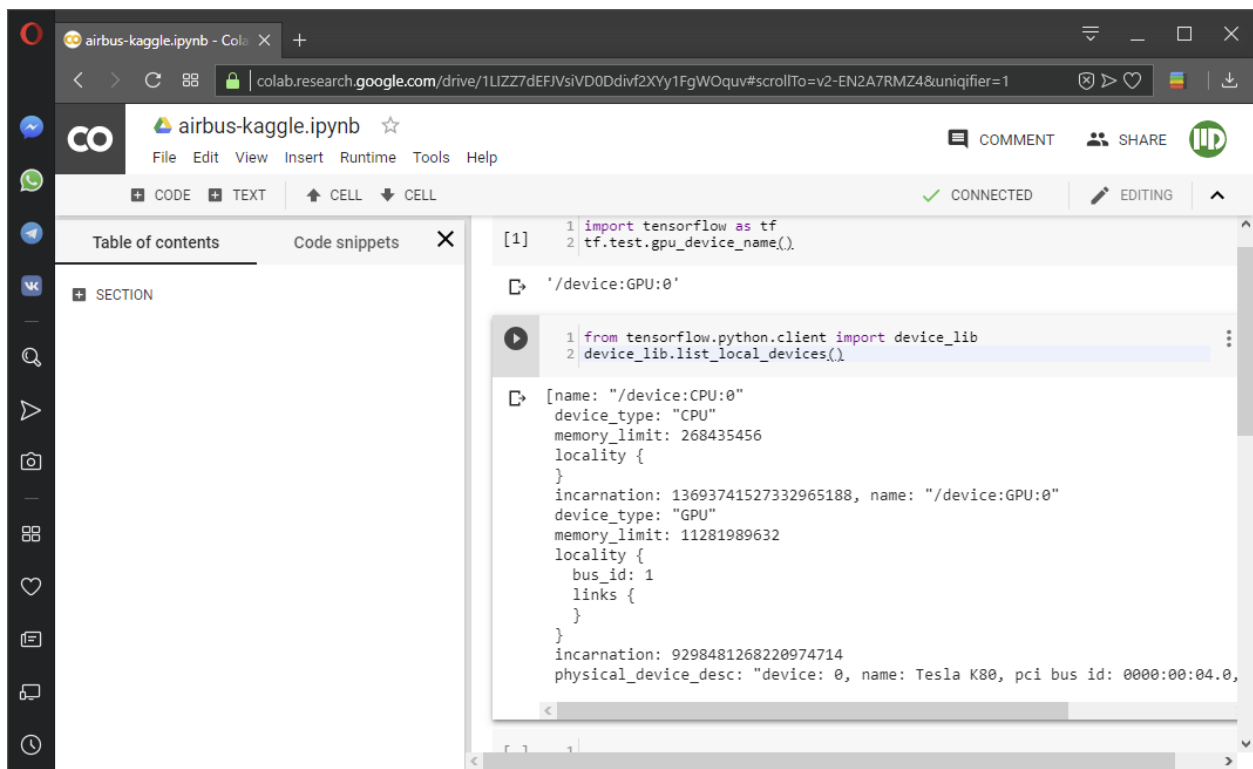 airbus-kaggle.ipynb - Cola
colab.research.google.com/drive/1LIZZ7dEFJVsiVD0Ddivf2XYy1FgWOquv#scrollTo=v2-EN2A7RMZ4&uniqifier=1
CO
airbus-kaggle.ipynb
COMMENT SHARE
File Edit View Insert Runtime Tools Help
CODE TEXT CELL CELL
CONNECTED EDITING
Table of contents Code snippets
SECTION
[1]
1 import tensorflow as tf
2 tf.test.gpu_device_name()
'/device:GPU:0'
1 from tensorflow.python.client import device_lib
2 device_lib.list_local_devices()
[name: "/device:CPU:0"
device_type: "CPU"
memory_limit: 268435456
locality {
}
incarnation: 13693741527332965188, name: "/device:GPU:0"
device_type: "GPU"
memory_limit: 11281989632
locality {
bus_id: 1
links {
}
}
incarnation: 9298481268220974714
physical_device_desc: "device: 0, name: Tesla K80, pci bus id: 0000:00:04.0,
[ ] 1